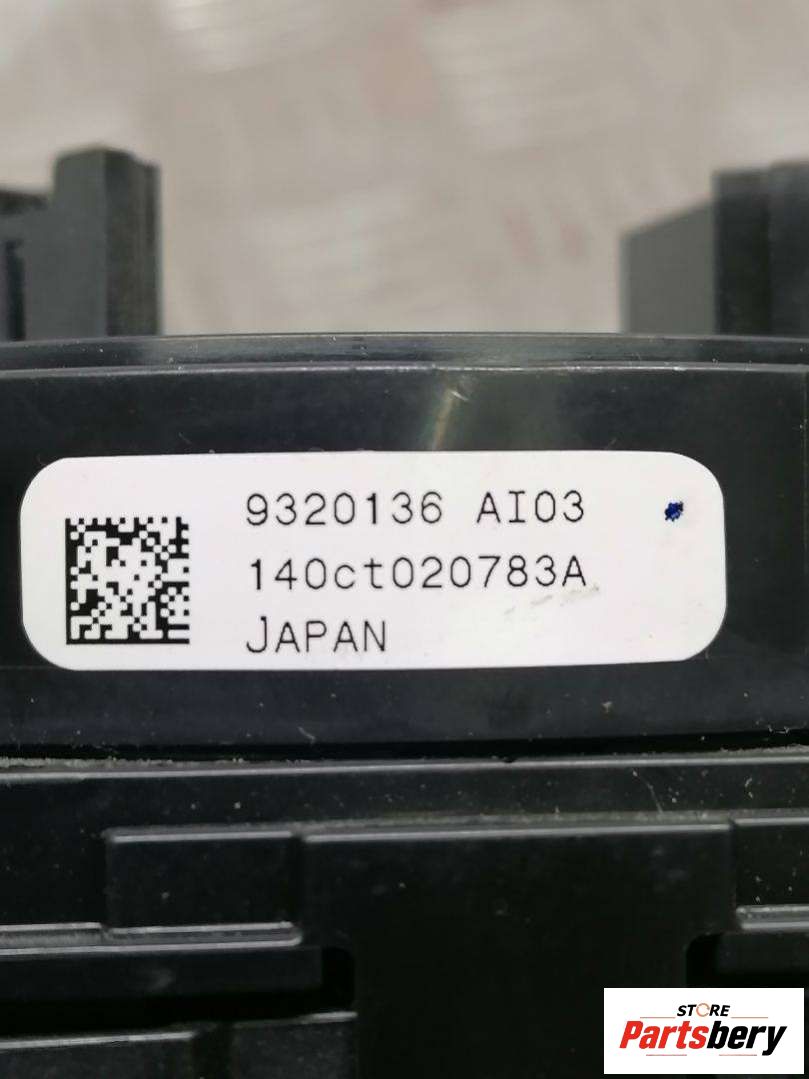 9320136 AI03
140ct020783A
JAPAN
STORE
Partsbery